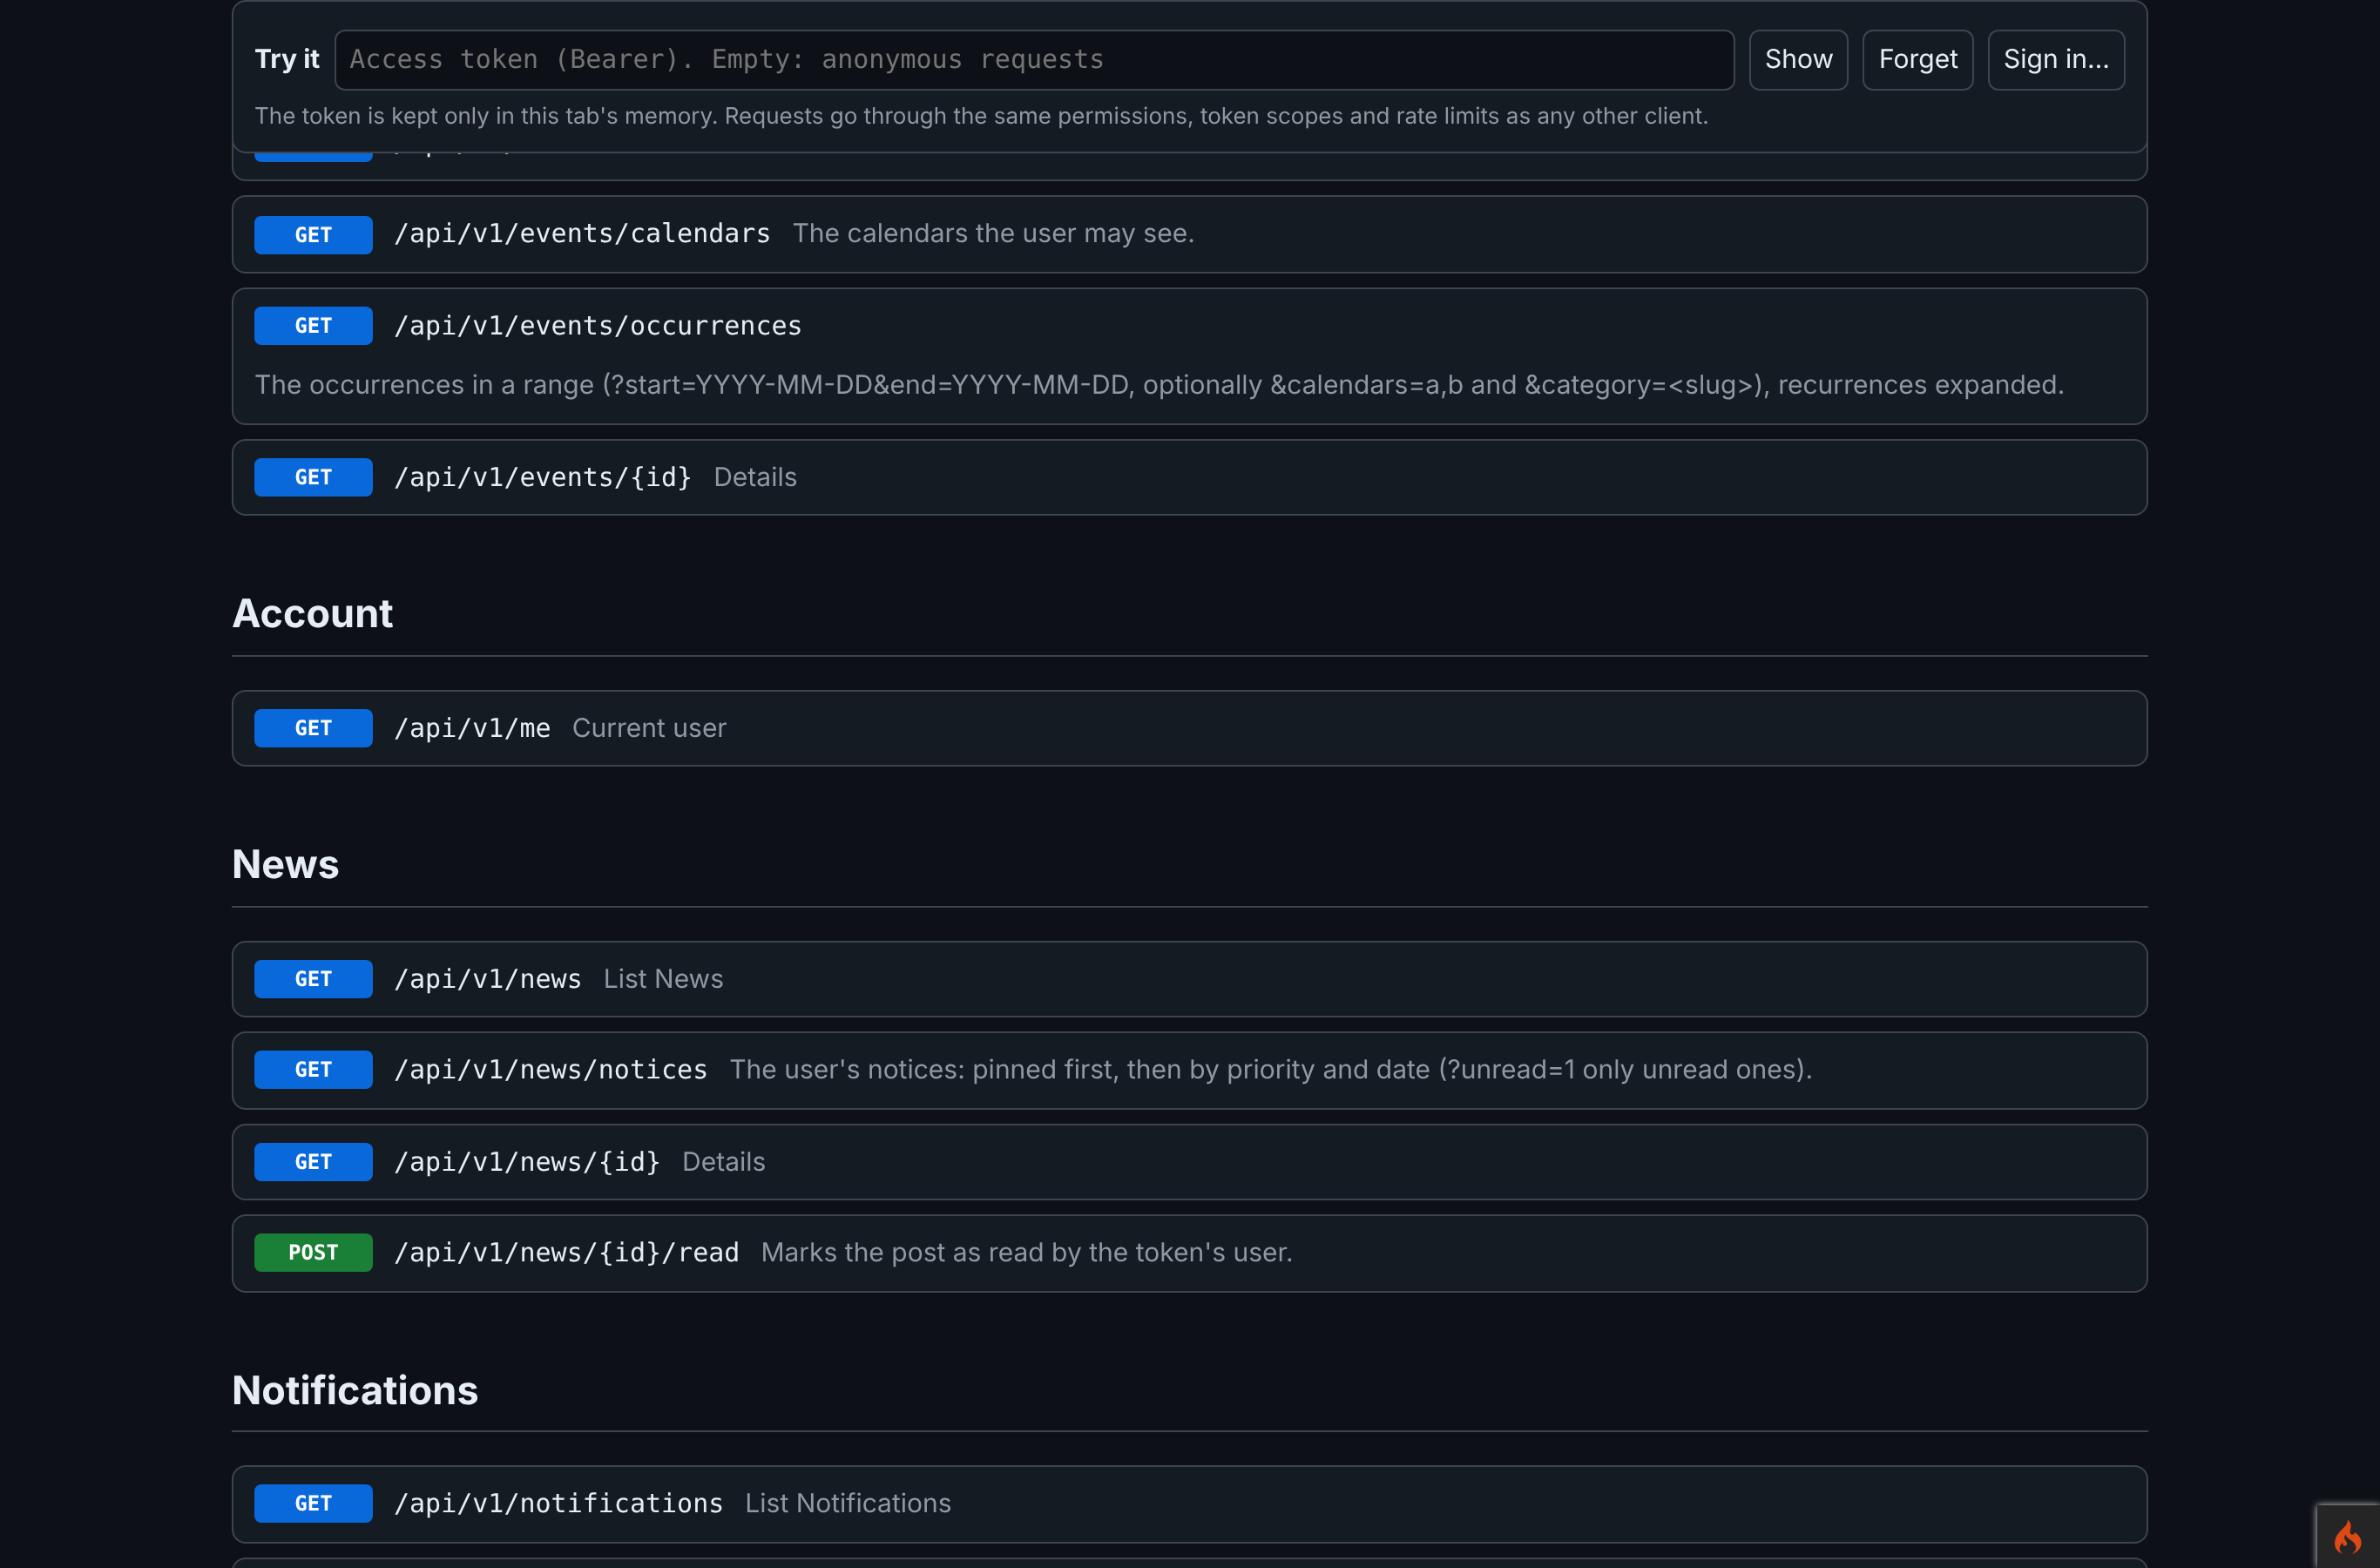 Try it Access token (Bearer). Empty: anonymous requests Show Forget Sign in...
The token is kept only in this tab's memory. Requests go through the same permissions, token scopes and rate limits as any other client.
GET /api/v1/events/calendars The calendars the user may see.
GET /api/v1/events/occurrences
The occurrences in a range (?start=YYYY-MM-DD&end=YYYY-MM-DD, optionally &calendars=a,b and &category=<slug>), recurrences expanded.
GET /api/v1/events/{id} Details
Account
GET /api/v1/me Current user
News
GET /api/v1/news List News
GET /api/v1/news/notices The user's notices: pinned first, then by priority and date (?unread=1 only unread ones).
GET /api/v1/news/{id} Details
POST /api/v1/news/{id}/read Marks the post as read by the token's user.
Notifications
GET /api/v1/notifications List Notifications